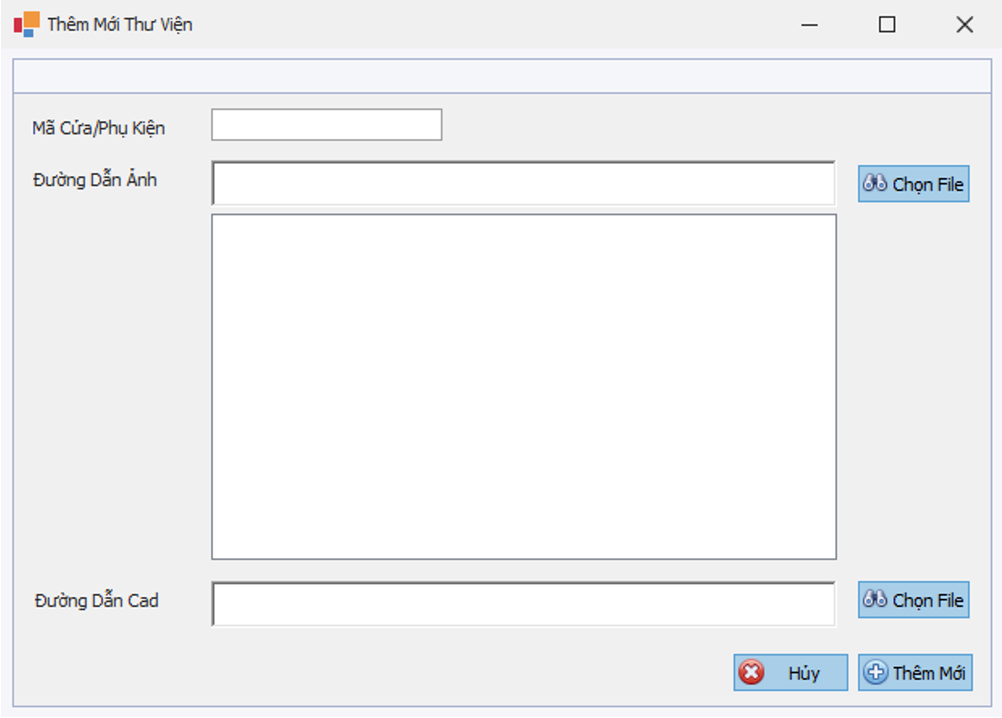 Thêm Mới Thư Viện
Mã Cửa/Phụ Kiện
Đường Dẫn Ảnh
Chọn File
Đường Dẫn Cad
Chọn File
Hủy
Thêm Mới